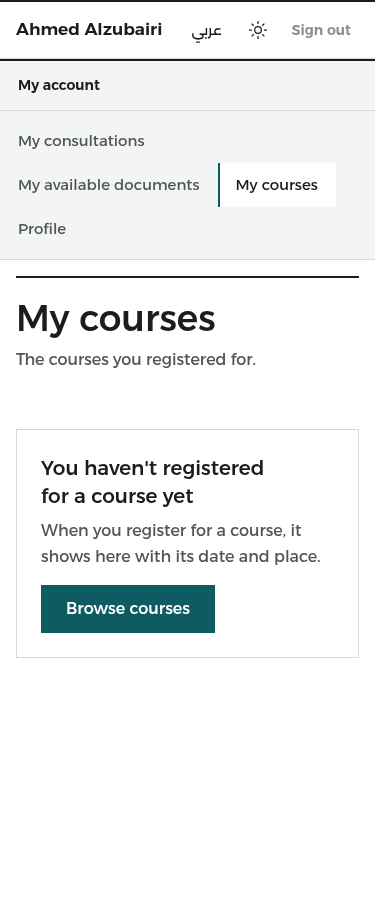 Ahmed Alzubairi
عربي
Sign out
My account
My consultations
My available documents
My courses
Profile
My courses
The courses you registered for.
You haven't registered
for a course yet
When you register for a course, it
shows here with its date and place.
Browse courses